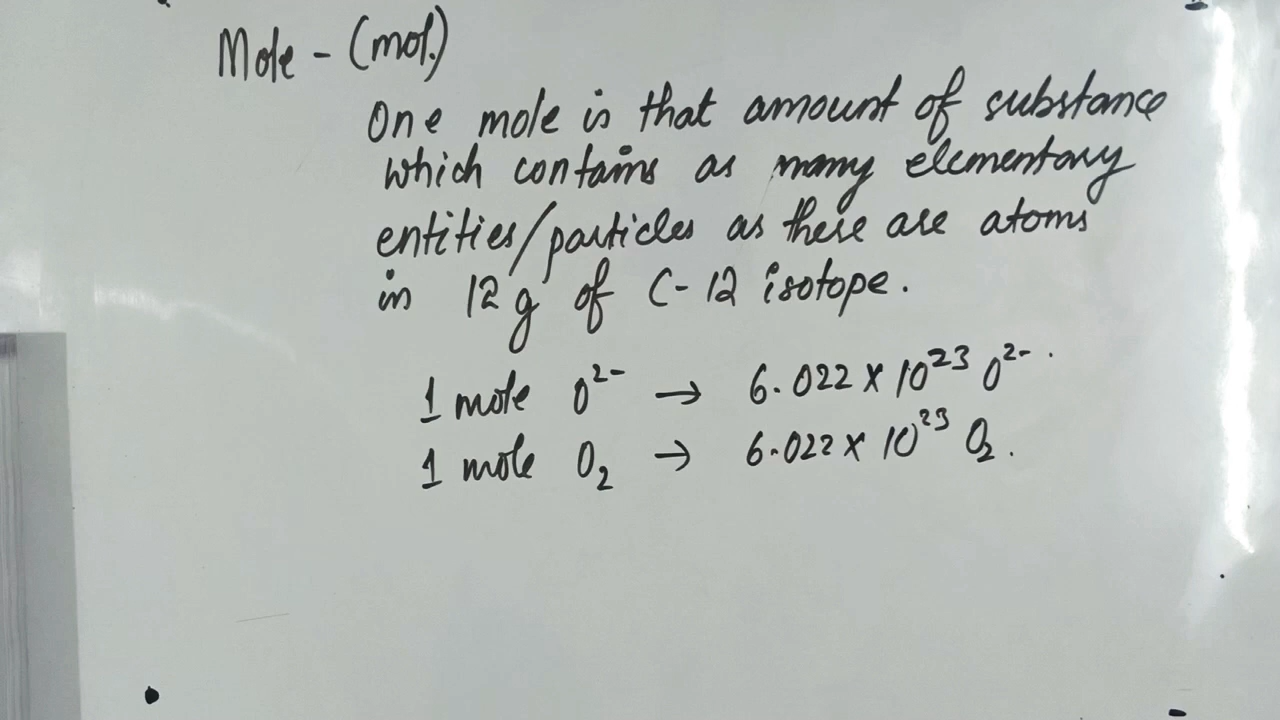 Mole - (mol.)
One mole is that amount of substance
which contains as many elementary
entities/particles as there are atoms
in 12 g of C-12 isotope.
1 mole O²⁻ → 6.022 × 10²³ O²⁻.
1 mole O₂ → 6.022 × 10²³ O₂.